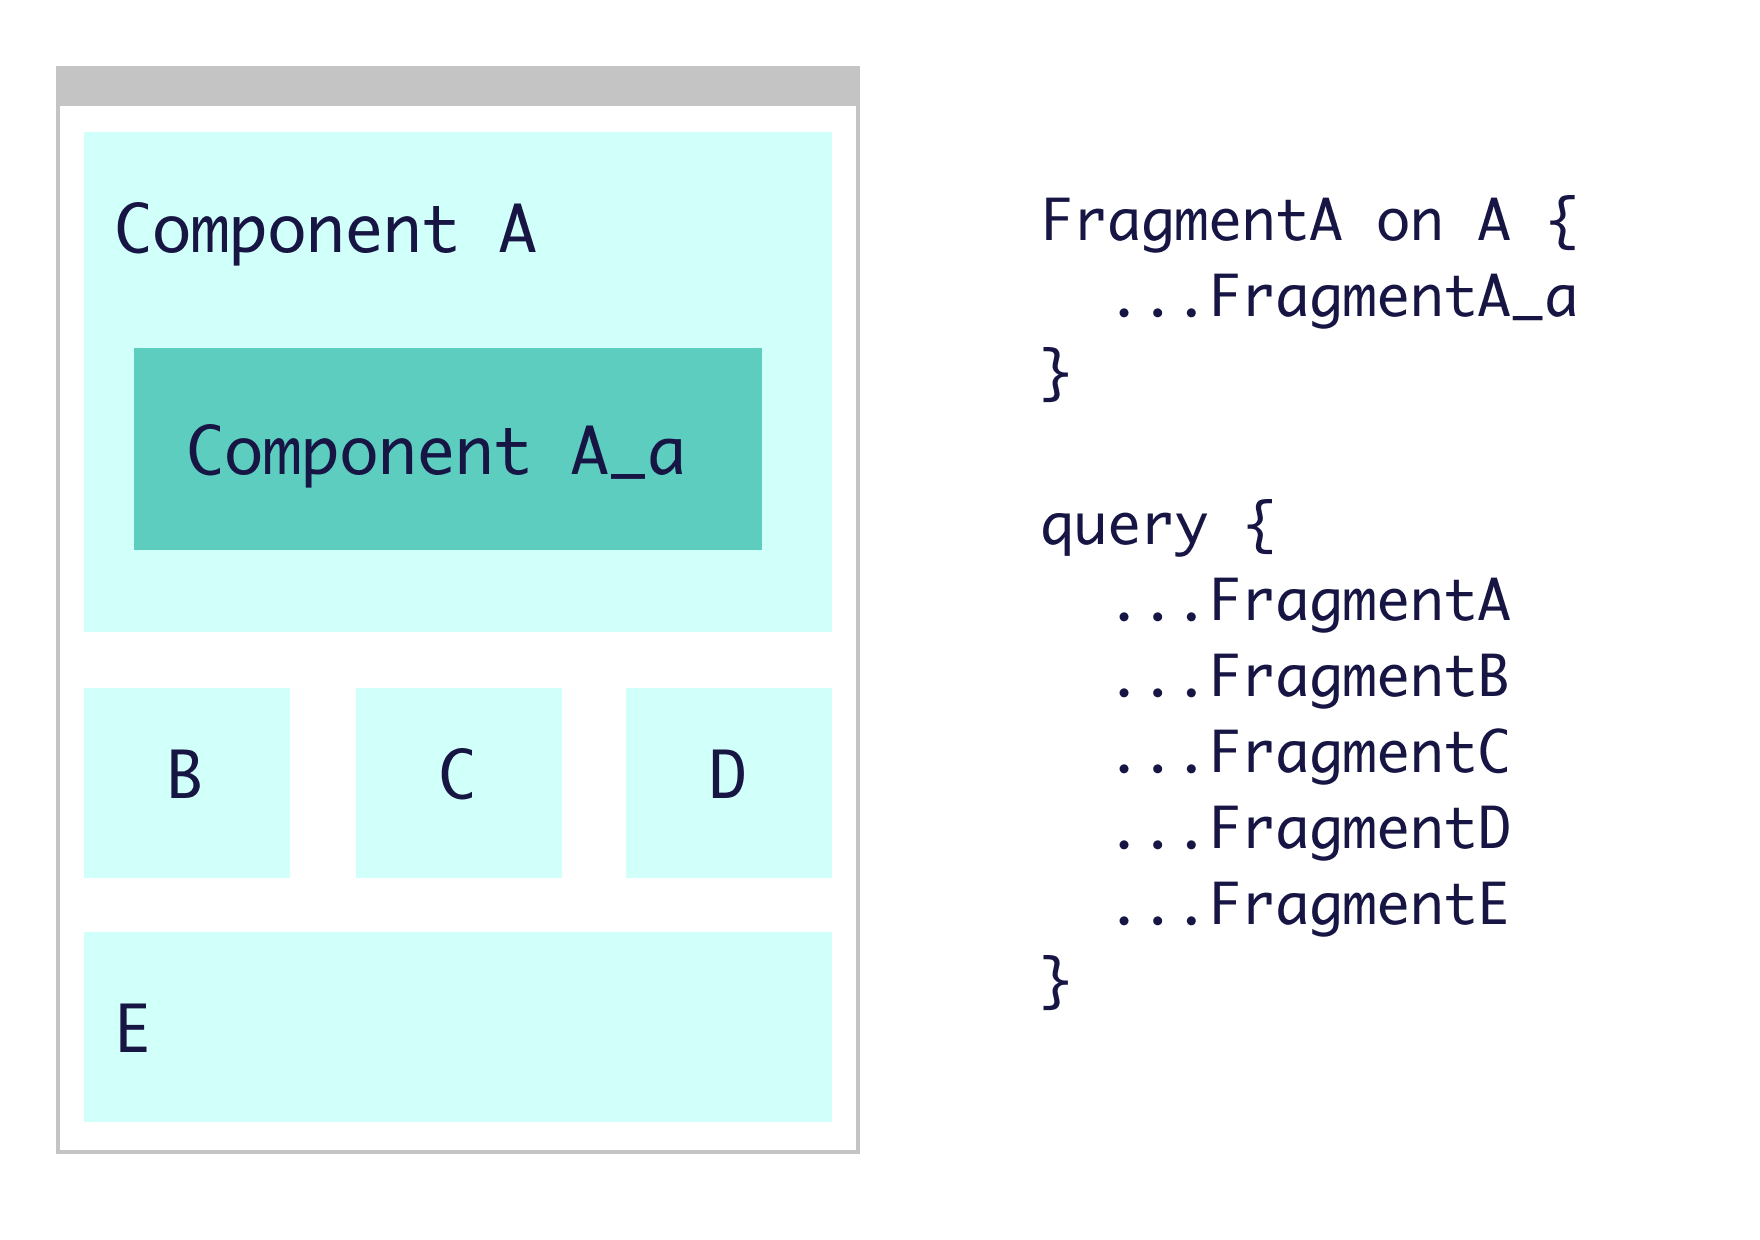 Component A
Component A_a
B
C
D
E
FragmentA on A {
  ...FragmentA_a
}
query {
  ...FragmentA
  ...FragmentB
  ...FragmentC
  ...FragmentD
  ...FragmentE
}